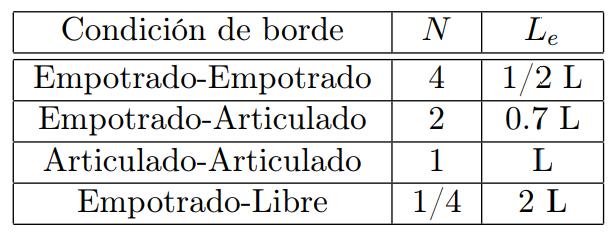 Condición de borde N L_e
Empotrado-Empotrado 4 1/2 L
Empotrado-Articulado 2 0.7 L
Articulado-Articulado 1 L
Empotrado-Libre 1/4 2 L